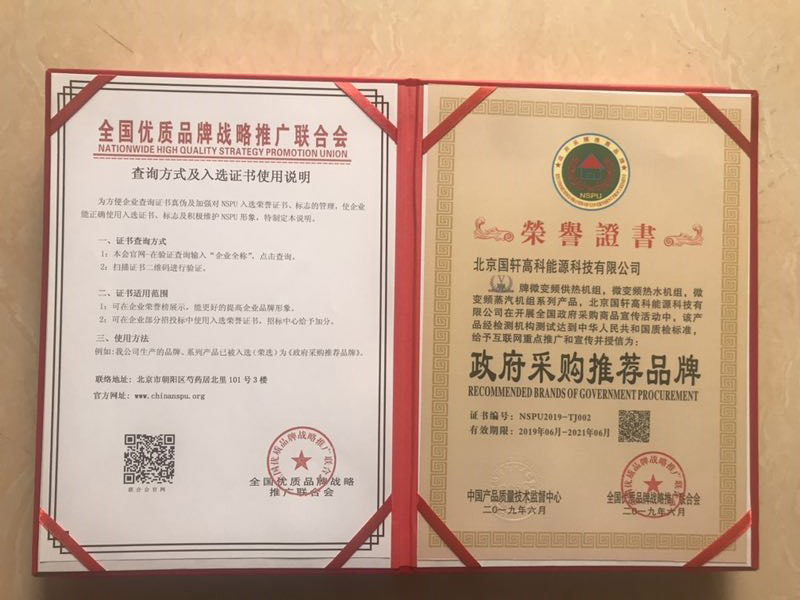 全国优质品牌战略推广联合会
NATIONWIDE HIGH QUALITY STRATEGY PROMOTION UNION
查询方式及入选证书使用说明
为方便企业查询证书真伪及加强对 NSPU 入选荣誉证书、标志的管理，使企业
能正确使用入选证书、标志及积极维护 NSPU 形象，特制定本说明。
一、证书查询方式
1：本会官网-在验证查询输入“企业全称”，点击查询。
2：扫描证书二维码进行验证。
二、证书适用范围
1：可在企业荣誉榜展示，能更好的提高企业品牌形象。
2：可在企业部分招投标中使用入选荣誉证书、招标中心给予加分。
三、使用方法
例如：我公司生产的品牌、系列产品已被入选（荣选）为《政府采购推荐品牌》。
联络地址：北京市朝阳区芍药居北里 101 号 3 楼
官方网址：www.chinanspu.org
联合会官网
全国优质品牌战略
推广联合会
NSPU
榮譽證書
北京国轩高科能源科技有限公司
牌微变频供热机组，微变频热水机组，微
变频蒸汽机组系列产品，北京国轩高科能源科技有限
公司在开展全国政府采购商品宣传活动中，该产
品经检测机构测试达到中华人民共和国质检标准，
给予互联网重点推广和宣传并授信为：
政府采购推荐品牌
RECOMMENDED BRANDS OF GOVERNMENT PROCUREMENT
证书编号：NSPU2019-TJ002
有效期限：2019年06月-2021年06月
中国产品质量技术监督中心
二〇一九年六月
全国优质品牌战略推广联合会
二〇一九年六月